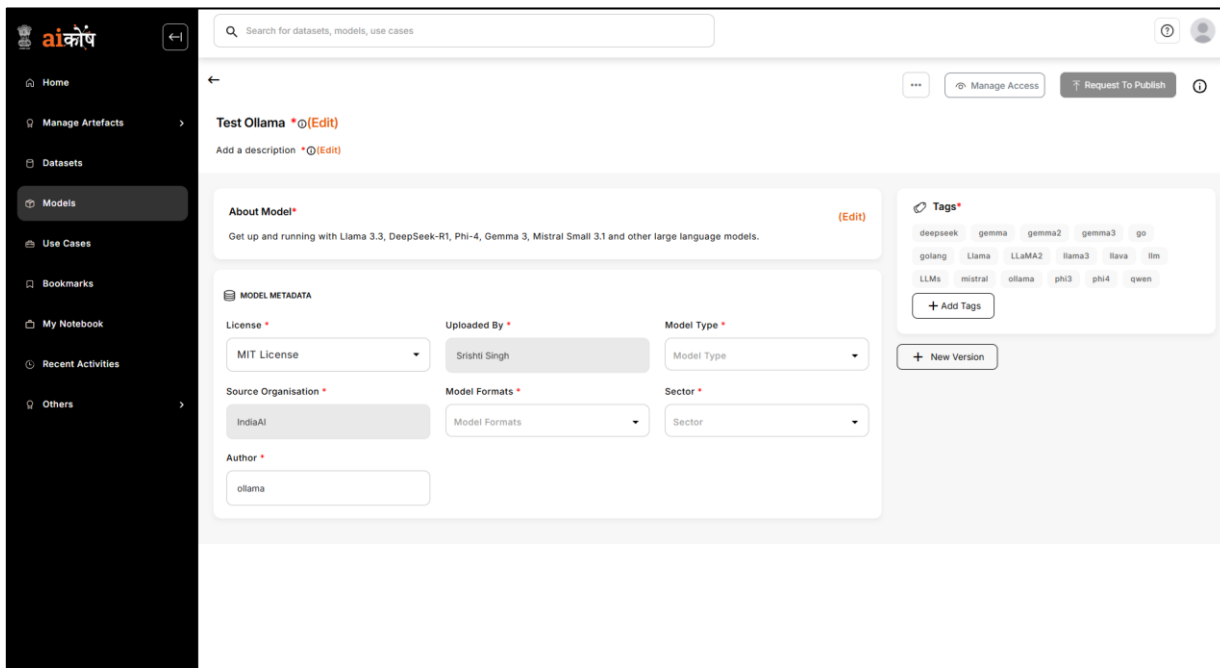 aiकोष
Search for datasets, models, use cases
Home
Manage Artefacts
Datasets
Models
Use Cases
Bookmarks
My Notebook
Recent Activities
Others
Manage Access
Request To Publish
Test Ollama *(Edit)
Add a description *(Edit)
About Model*
(Edit)
Get up and running with Llama 3.3, DeepSeek-R1, Phi-4, Gemma 3, Mistral Small 3.1 and other large language models.
MODEL METADATA
License * Uploaded By * Model Type *
MIT License Srishti Singh Model Type
Source Organisation * Model Formats * Sector *
IndiaAI Model Formats Sector
Author *
ollama
Tags*
deepseek gemma gemma2 gemma3 go
golang Llama LLaMA2 llama3 llava llm
LLMs mistral ollama phi3 phi4 qwen
+ Add Tags
+ New Version